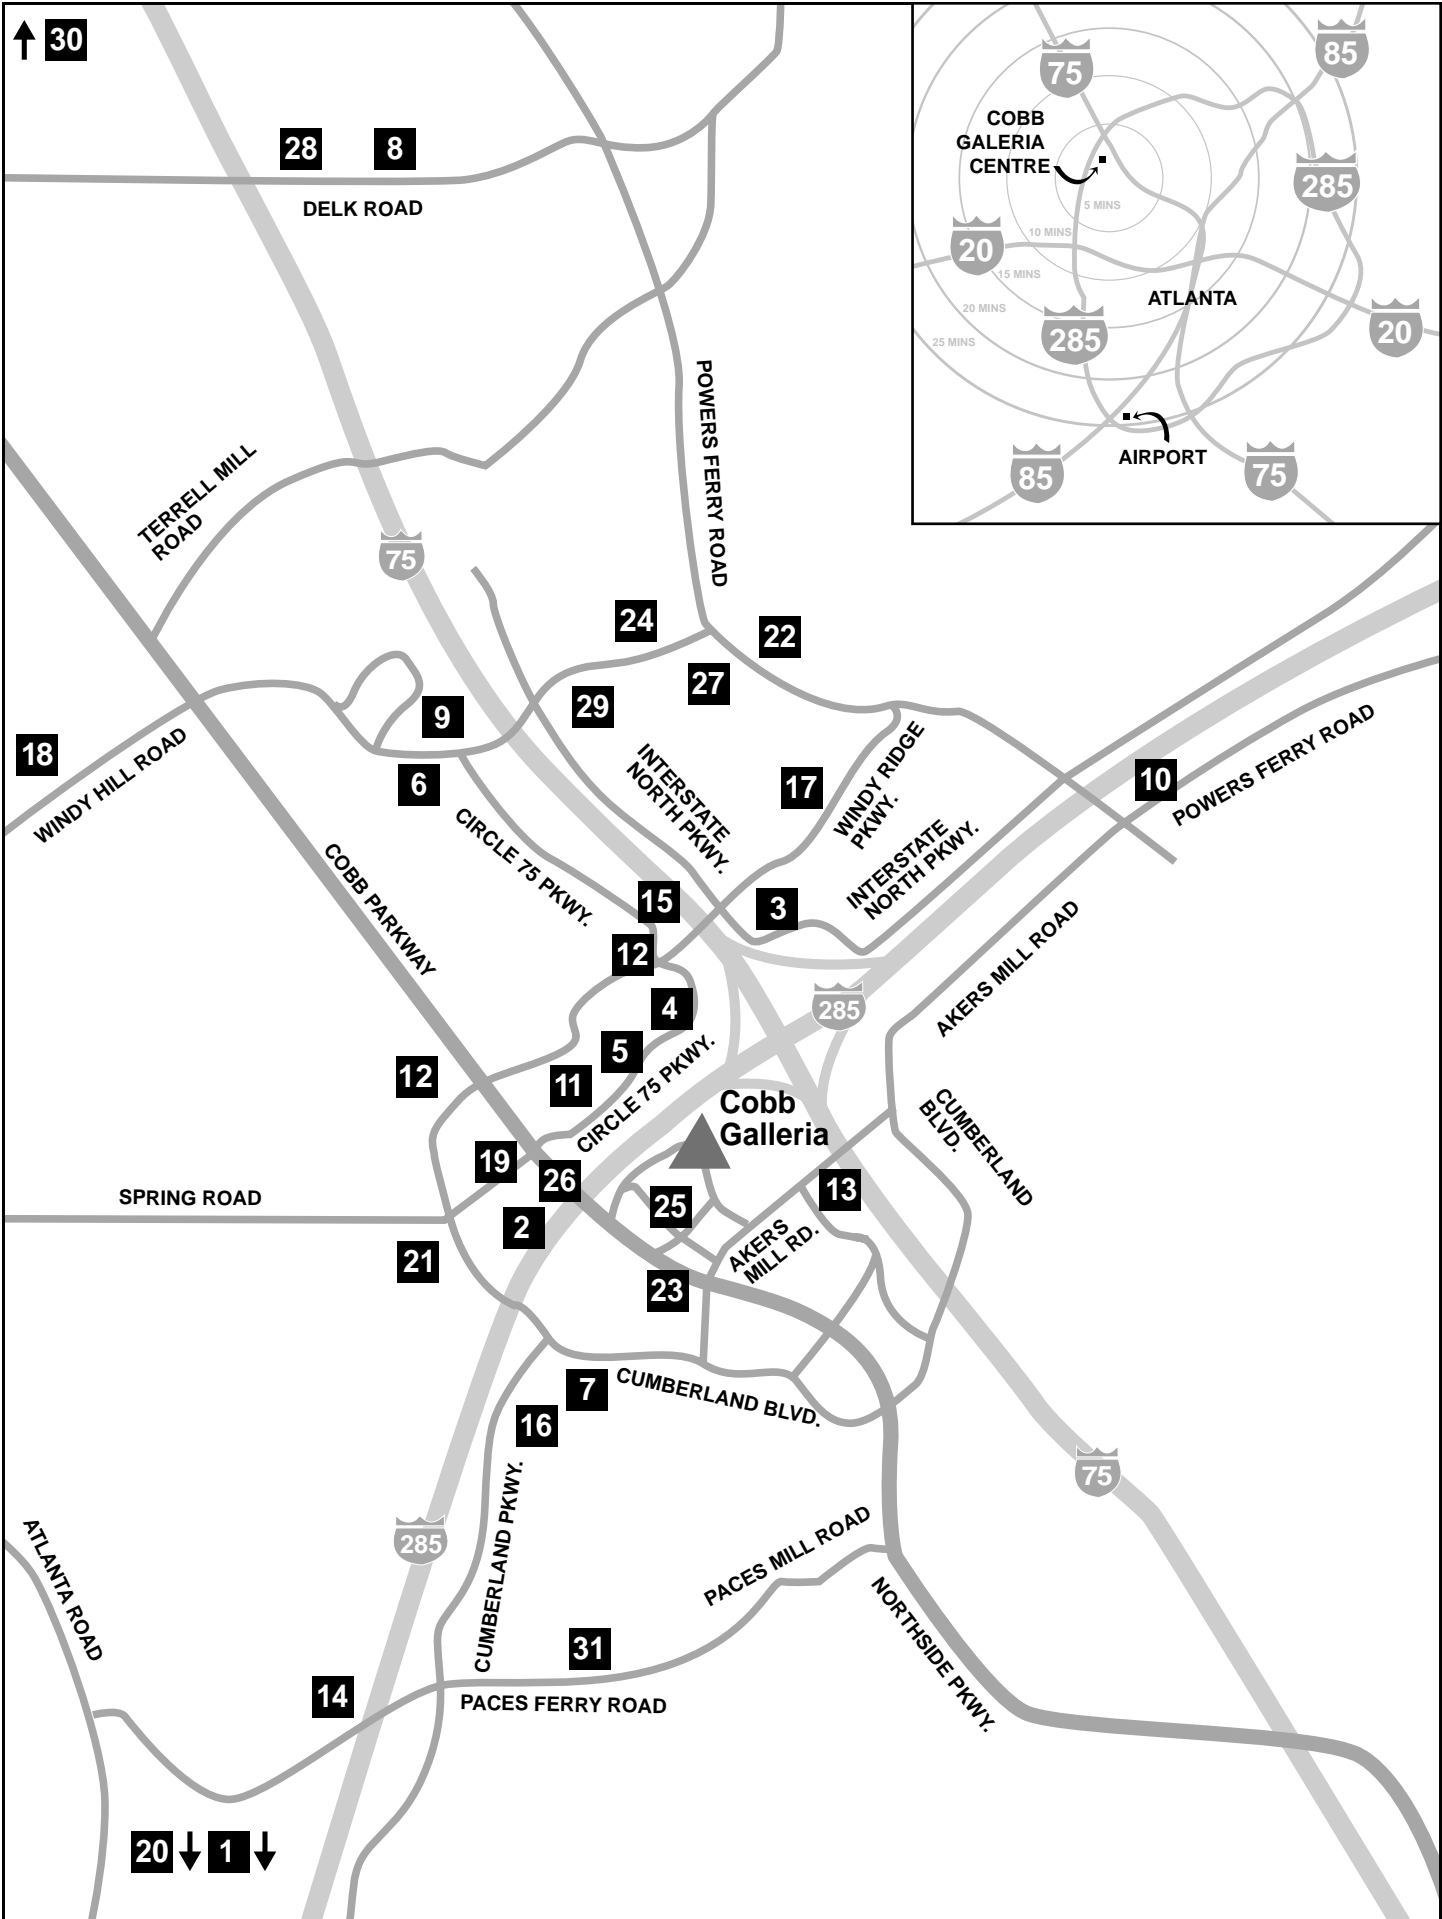 30
28
8
DELK ROAD
75
85
COBB
GALERIA
CENTRE
285
5 MINS
20
10 MINS
15 MINS
ATLANTA
20 MINS
20
285
25 MINS
AIRPORT
85
75
POWERS FERRY ROAD
TERRELL MILL
ROAD
75
24
22
27
29
9
18
WINDY HILL ROAD
6
INTERSTATE
NORTH PKWY.
17
WINDY RIDGE
PKWY.
10
POWERS FERRY ROAD
CIRCLE 75 PKWY.
INTERSTATE
NORTH PKWY.
COBB PARKWAY
15
3
12
AKERS MILL ROAD
4
285
5
12
11
CIRCLE 75 PKWY.
Cobb
Galleria
CUMBERLAND
BLVD.
19
26
13
SPRING ROAD
25
2
AKERS
MILL RD.
21
23
7
CUMBERLAND BLVD.
16
75
CUMBERLAND PKWY.
285
ATLANTA ROAD
PACES MILL ROAD
NORTHSIDE PKWY.
31
14
PACES FERRY ROAD
20
1